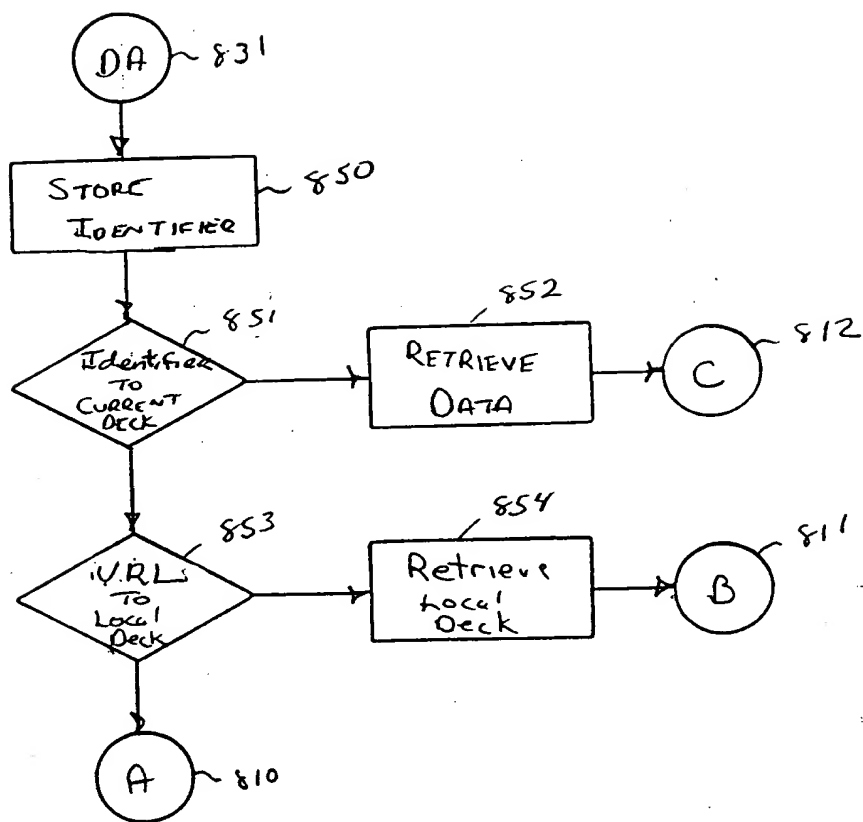 DA
831
STORE
IDENTIFIER
850
Identifier
TO
CURRENT
DECK
851
852
RETRIEVE
DATA
C
812
URL
TO
Local
Deck
853
854
Retrieve
Local
Deck
B
811
A
810